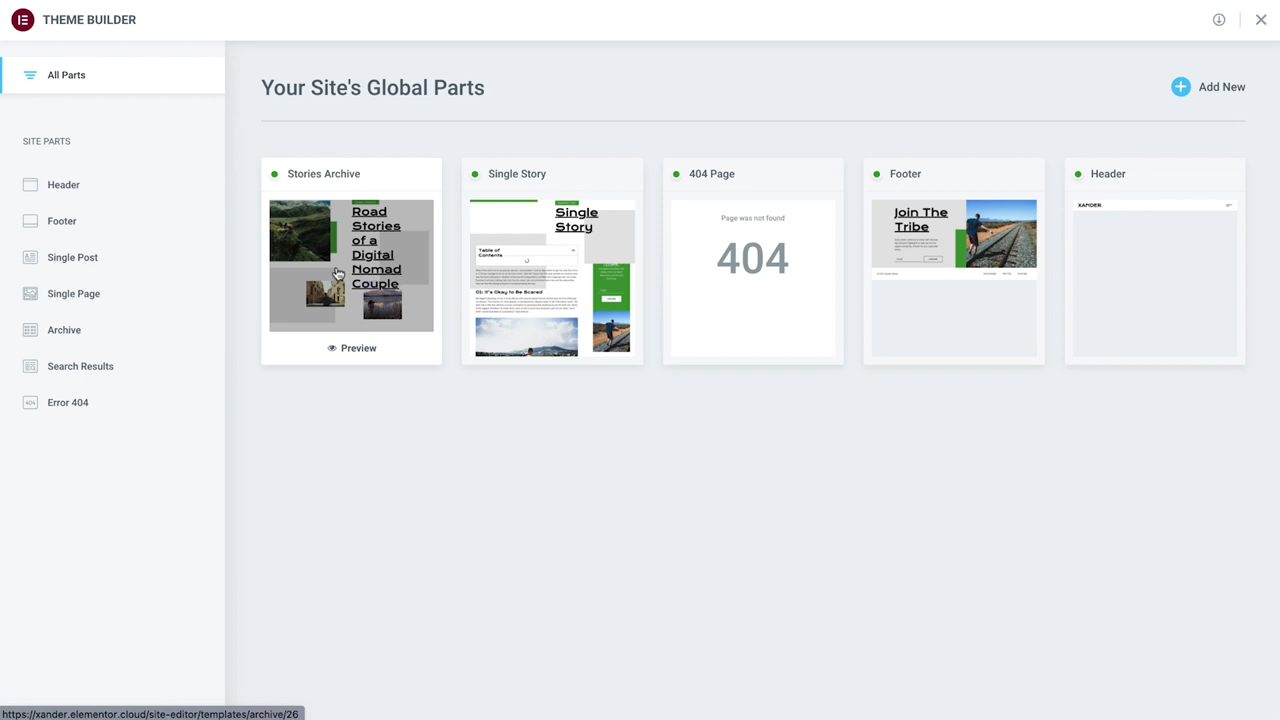 THEME BUILDER
All Parts
SITE PARTS
Header
Footer
Single Post
Single Page
Archive
Search Results
Error 404
404
Your Site's Global Parts
Add New
Stories Archive
Road
Stories
of a
Digital
Nomad
Couple
Preview
Single Story
Single
Story
Table of
Contents
01: It's Okay to Be Scared
404 Page
Page was not found
404
Footer
Join The
Tribe
Header
XANDER
https://xander.elementor.cloud/site-editor/templates/archive/26